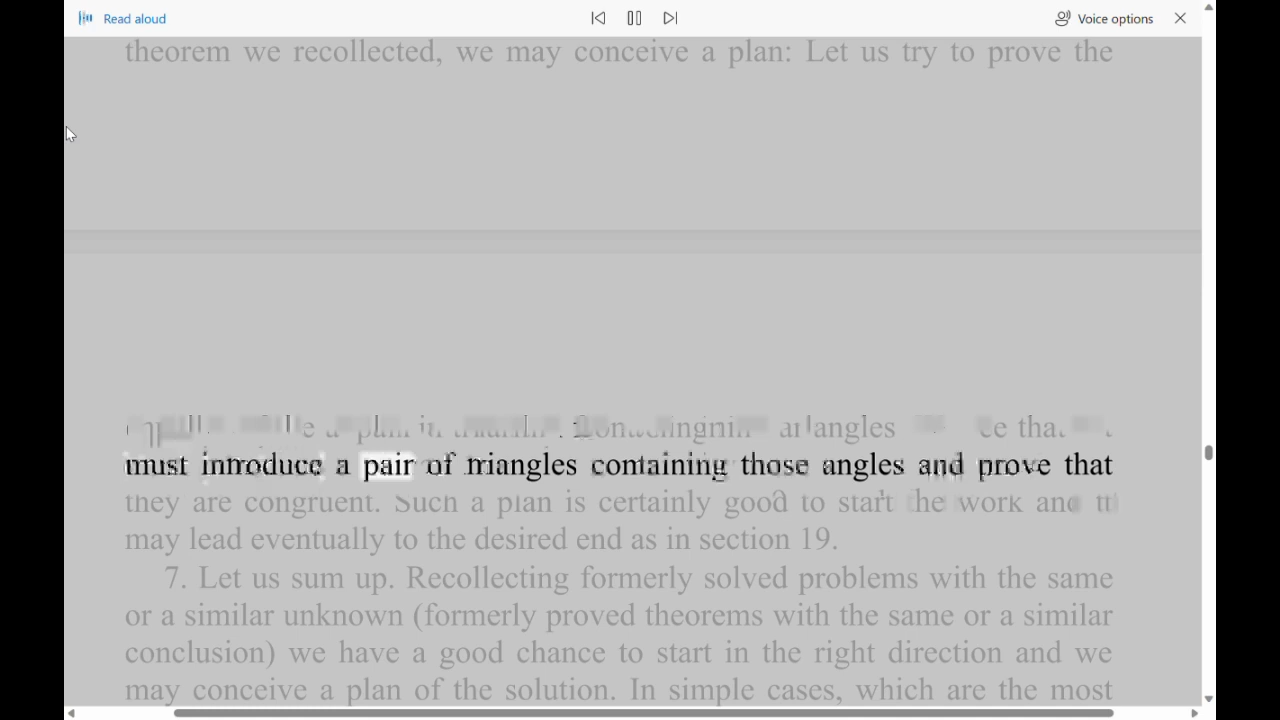 Read aloud
Voice options
theorem we recollected, we may conceive a plan: Let us try to prove the
angles that
must introduce a pair of triangles containing those angles and prove that
they are congruent. Such a plan is certainly good to start the work and
may lead eventually to the desired end as in section 19.
7. Let us sum up. Recollecting formerly solved problems with the same
or a similar unknown (formerly proved theorems with the same or a similar
conclusion) we have a good chance to start in the right direction and we
may conceive a plan of the solution. In simple cases, which are the most